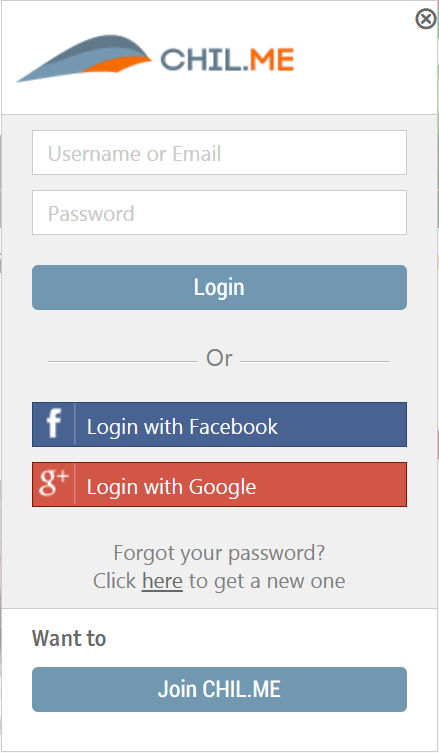 CHIL.ME
Username or Email
Password
Login
Or
f Login with Facebook
g+ Login with Google
Forgot your password?
Click here to get a new one
Want to
Join CHIL.ME